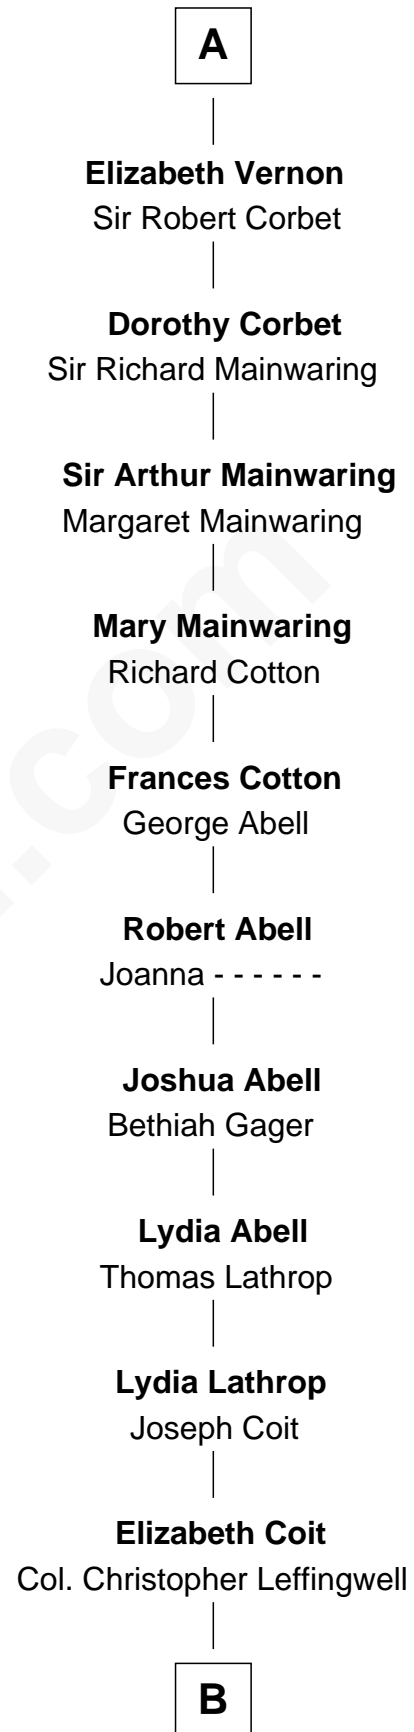 A
Elizabeth Vernon
Sir Robert Corbet
Dorothy Corbet
Sir Richard Mainwaring
Sir Arthur Mainwaring
Margaret Mainwaring
Mary Mainwaring
Richard Cotton
Frances Cotton
George Abell
Robert Abell
Joanna - - - - - -
Joshua Abell
Bethiah Gager
Lydia Abell
Thomas Lathrop
Lydia Lathrop
Joseph Coit
Elizabeth Coit
Col. Christopher Leffingwell
B